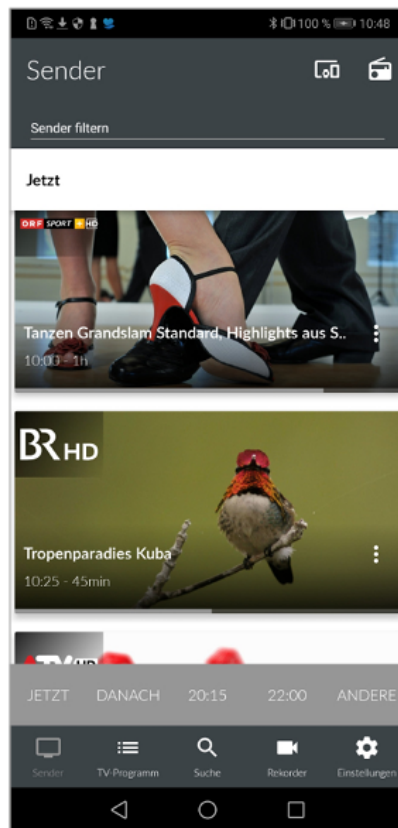 100 % 10:48
Sender
Sender filtern
Jetzt
ORF SPORT + HD
Tanzen Grandslam Standard, Highlights aus S..
10:00 - 1h
BR HD
Tropenparadies Kuba
10:25 - 45min
ATV HD
JETZT DANACH 20:15 22:00 ANDERE
Sender TV-Programm Suche Rekorder Einstellungen